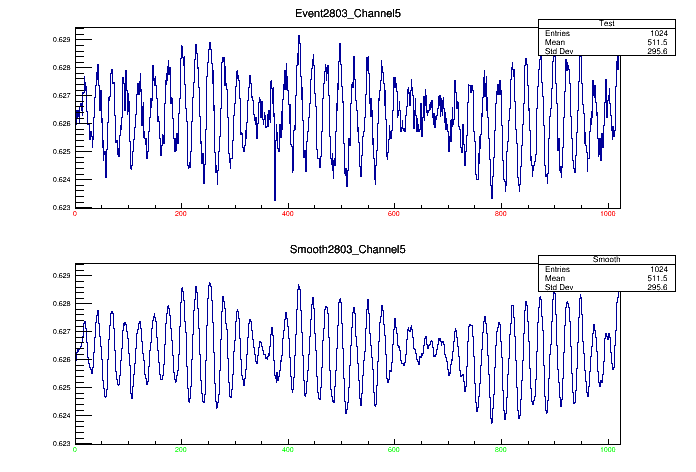 Event2803_Channel5
Test
Entries 1024
Mean 511.5
Std Dev 295.6
0.629
0.628
0.627
0.626
0.625
0.624
0.623
0 200 400 600 800 1000
Smooth2803_Channel5
Smooth
Entries 1024
Mean 511.5
Std Dev 295.6
0.629
0.628
0.627
0.626
0.625
0.624
0.623
0 200 400 600 800 1000